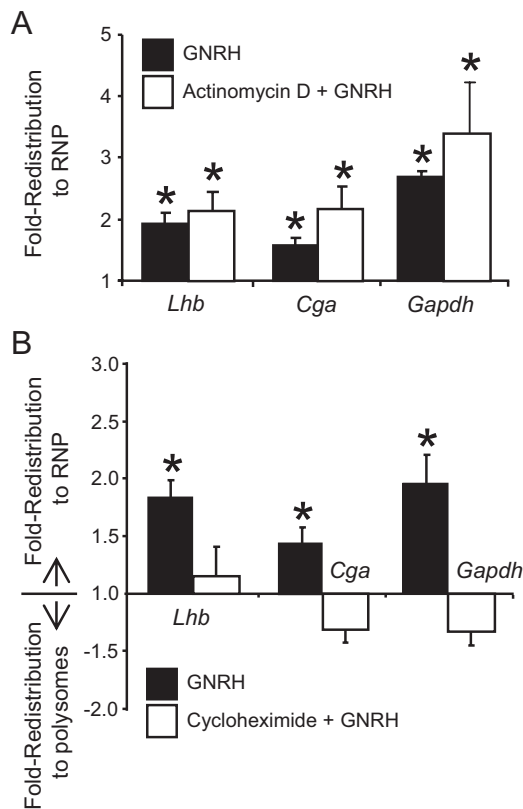 A
Fold-Redistribution
to RNP
5
4
3
2
1
GNRH
Actinomycin D + GNRH
* * * * * *
Lhb Cga Gapdh
B
Fold-Redistribution
to RNP
Fold-Redistribution
to polysomes
3.0
2.5
2.0
1.5
1.0
-1.5
-2.0
* * *
Lhb Cga Gapdh
GNRH
Cycloheximide + GNRH